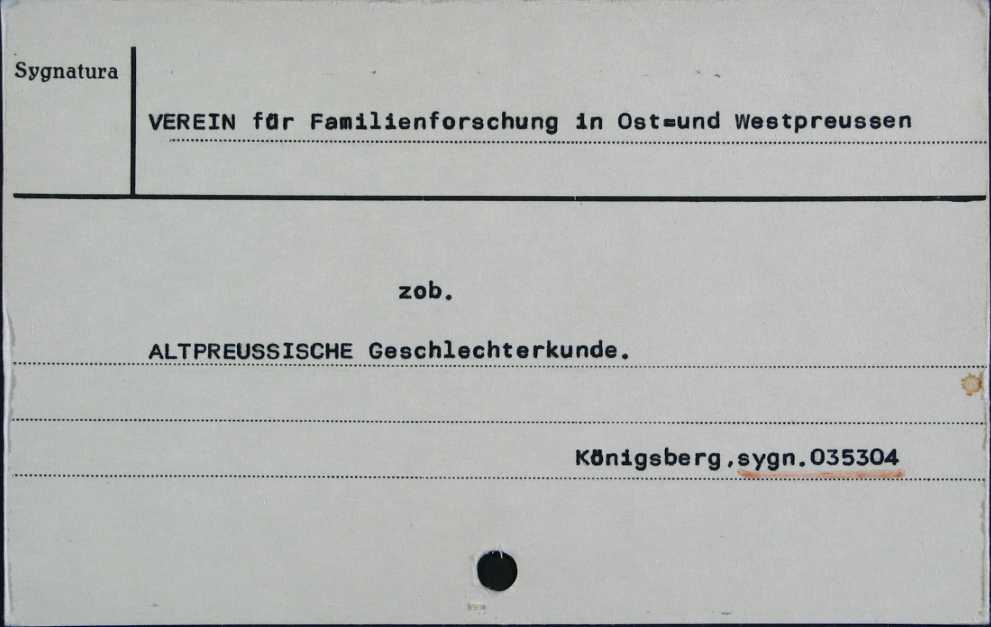 Sygnatura
VEREIN für Familienforschung in Ost=und Westpreussen
zob.
ALTPREUSSISCHE Geschlechterkunde.
Königsberg,sygn.035304